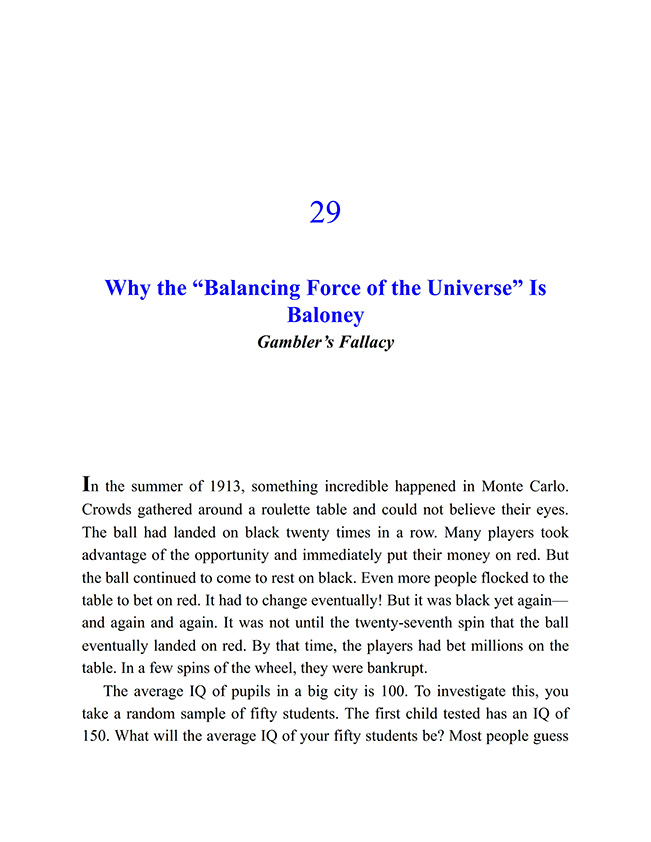 29
Why the “Balancing Force of the Universe” Is
Baloney
Gambler’s Fallacy
In the summer of 1913, something incredible happened in Monte Carlo.
Crowds gathered around a roulette table and could not believe their eyes.
The ball had landed on black twenty times in a row. Many players took
advantage of the opportunity and immediately put their money on red. But
the ball continued to come to rest on black. Even more people flocked to the
table to bet on red. It had to change eventually! But it was black yet again—
and again and again. It was not until the twenty-seventh spin that the ball
eventually landed on red. By that time, the players had bet millions on the
table. In a few spins of the wheel, they were bankrupt.
The average IQ of pupils in a big city is 100. To investigate this, you
take a random sample of fifty students. The first child tested has an IQ of
150. What will the average IQ of your fifty students be? Most people guess